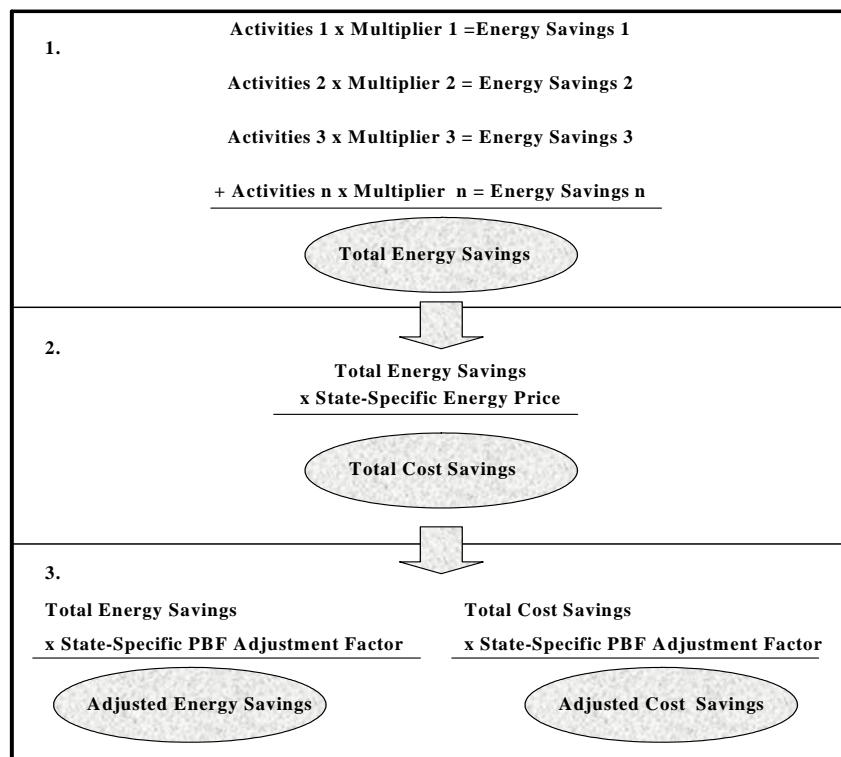 1.
Activities 1 x Multiplier 1 =Energy Savings 1
Activities 2 x Multiplier 2 = Energy Savings 2
Activities 3 x Multiplier 3 = Energy Savings 3
+ Activities n x Multiplier n = Energy Savings n
Total Energy Savings
2.
Total Energy Savings
x State-Specific Energy Price
Total Cost Savings
3.
Total Energy Savings
x State-Specific PBF Adjustment Factor
Adjusted Energy Savings
Total Cost Savings
x State-Specific PBF Adjustment Factor
Adjusted Cost Savings